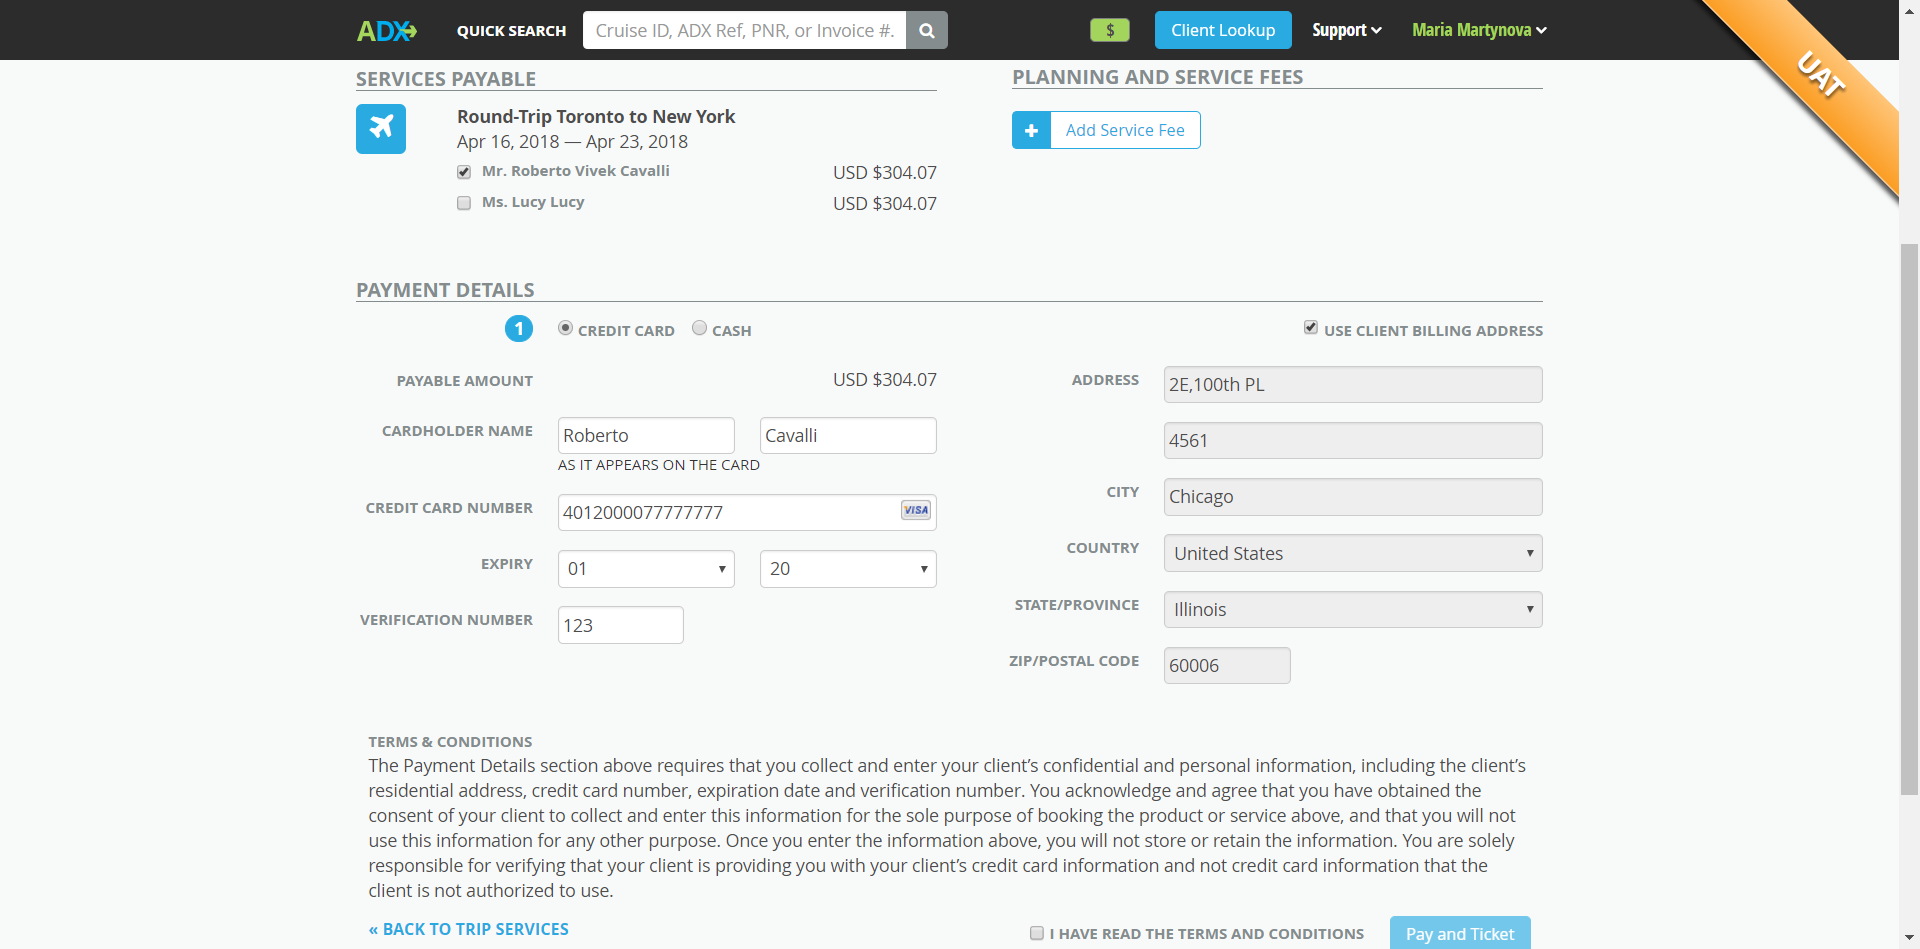 ADX QUICK SEARCH Cruise ID, ADX Ref, PNR, or Invoice #. $ Client Lookup Support Maria Martynova
UAT
SERVICES PAYABLE
Round-Trip Toronto to New York
Apr 16, 2018 — Apr 23, 2018
Mr. Roberto Vivek Cavalli USD $304.07
Ms. Lucy Lucy USD $304.07
PLANNING AND SERVICE FEES
+ Add Service Fee
PAYMENT DETAILS
1 CREDIT CARD CASH
PAYABLE AMOUNT USD $304.07
CARDHOLDER NAME Roberto Cavalli
AS IT APPEARS ON THE CARD
CREDIT CARD NUMBER 4012000077777777 VISA
EXPIRY 01 20
VERIFICATION NUMBER 123
USE CLIENT BILLING ADDRESS
ADDRESS 2E,100th PL
4561
CITY Chicago
COUNTRY United States
STATE/PROVINCE Illinois
ZIP/POSTAL CODE 60006
TERMS & CONDITIONS
The Payment Details section above requires that you collect and enter your client’s confidential and personal information, including the client’s
residential address, credit card number, expiration date and verification number. You acknowledge and agree that you have obtained the
consent of your client to collect and enter this information for the sole purpose of booking the product or service above, and that you will not
use this information for any other purpose. Once you enter the information above, you will not store or retain the information. You are solely
responsible for verifying that your client is providing you with your client’s credit card information and not credit card information that the
client is not authorized to use.
« BACK TO TRIP SERVICES
I HAVE READ THE TERMS AND CONDITIONS Pay and Ticket